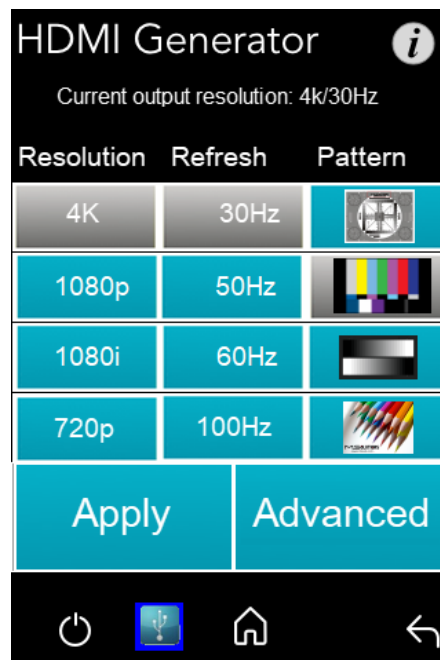 HDMI Generator i
Current output resolution: 4k/30Hz
Resolution Refresh Pattern
4K 30Hz
1080p 50Hz
1080i 60Hz
720p 100Hz
Apply Advanced